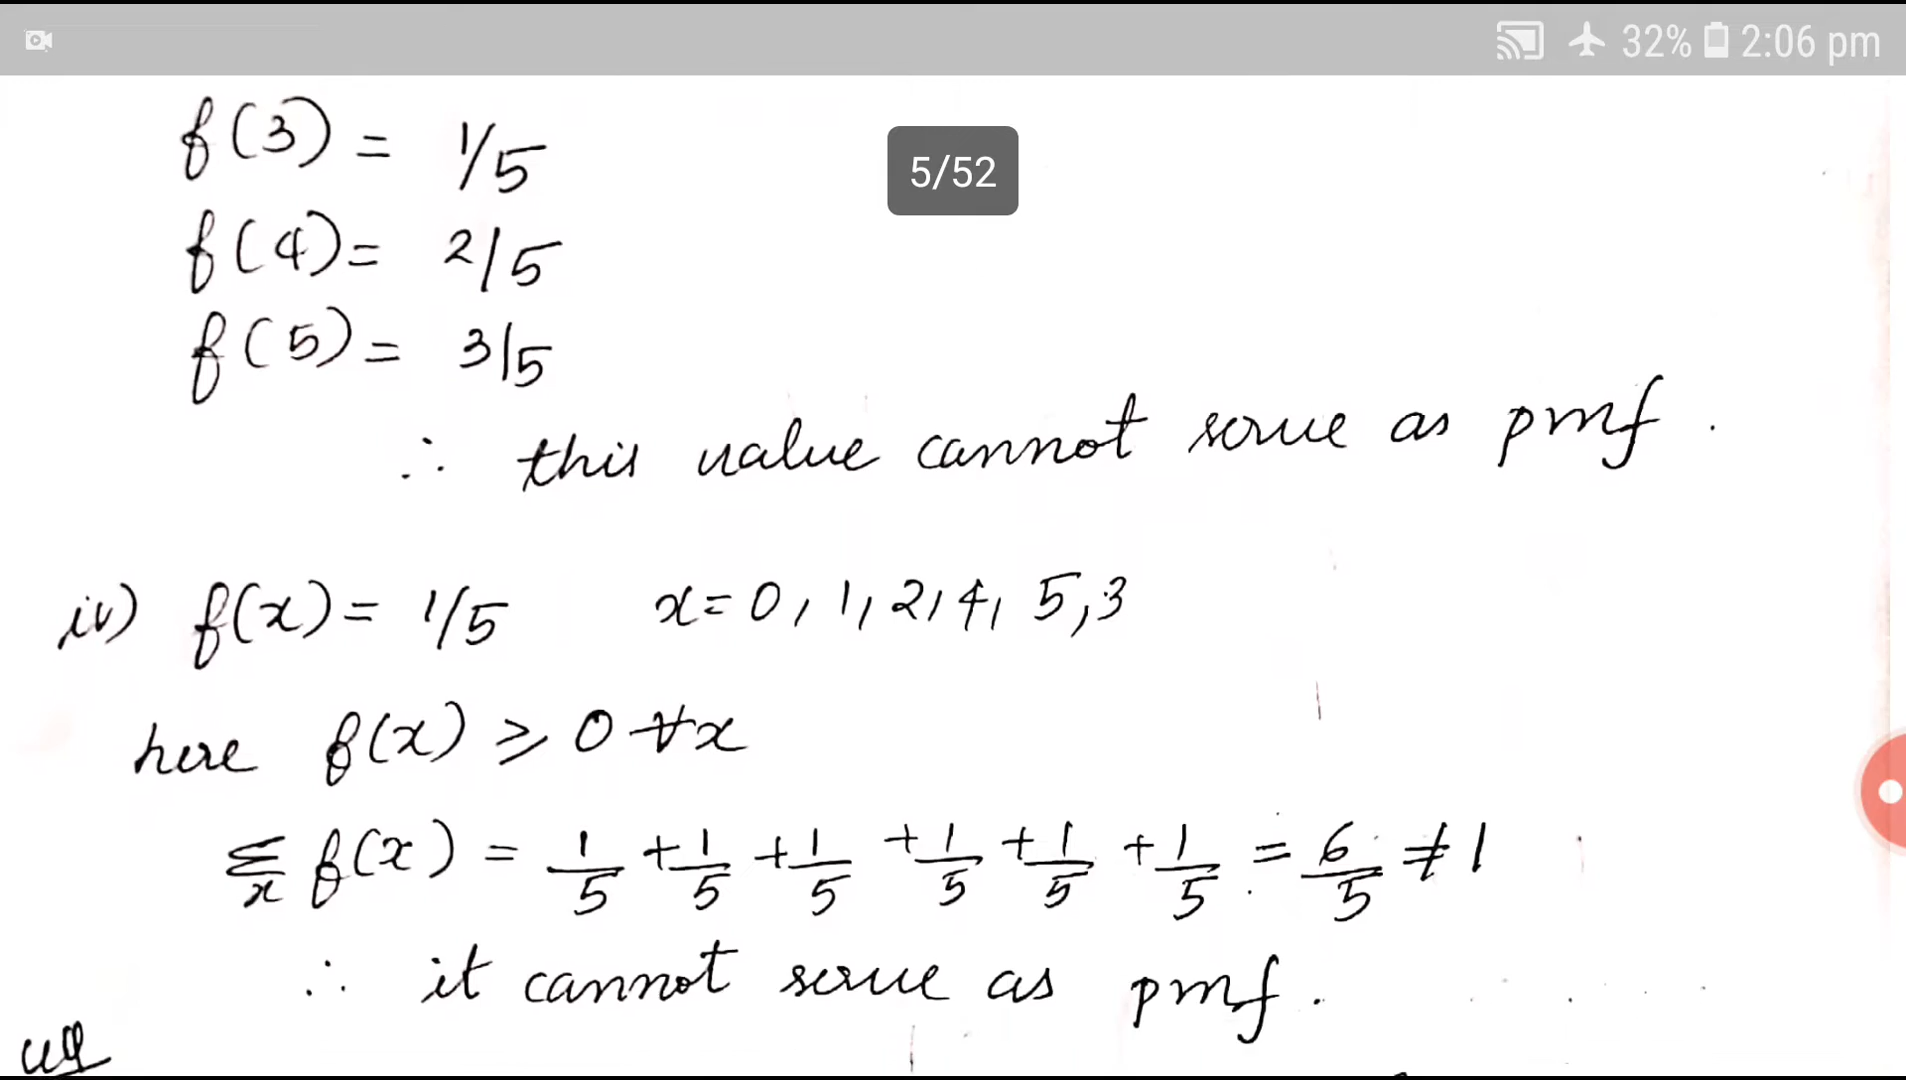 32% 2:06 pm
5/52
f(3) = 1/5
f(4) = 2/5
f(5) = 3/5
∴ this value cannot serve as pmf.
iv) f(x) = 1/5 x = 0, 1, 2, 4, 5, 3
here f(x) ≥ 0 ∀x
Σx f(x) = 1/5 + 1/5 + 1/5 + 1/5 + 1/5 + 1/5 = 6/5 ≠ 1
∴ it cannot serve as pmf.